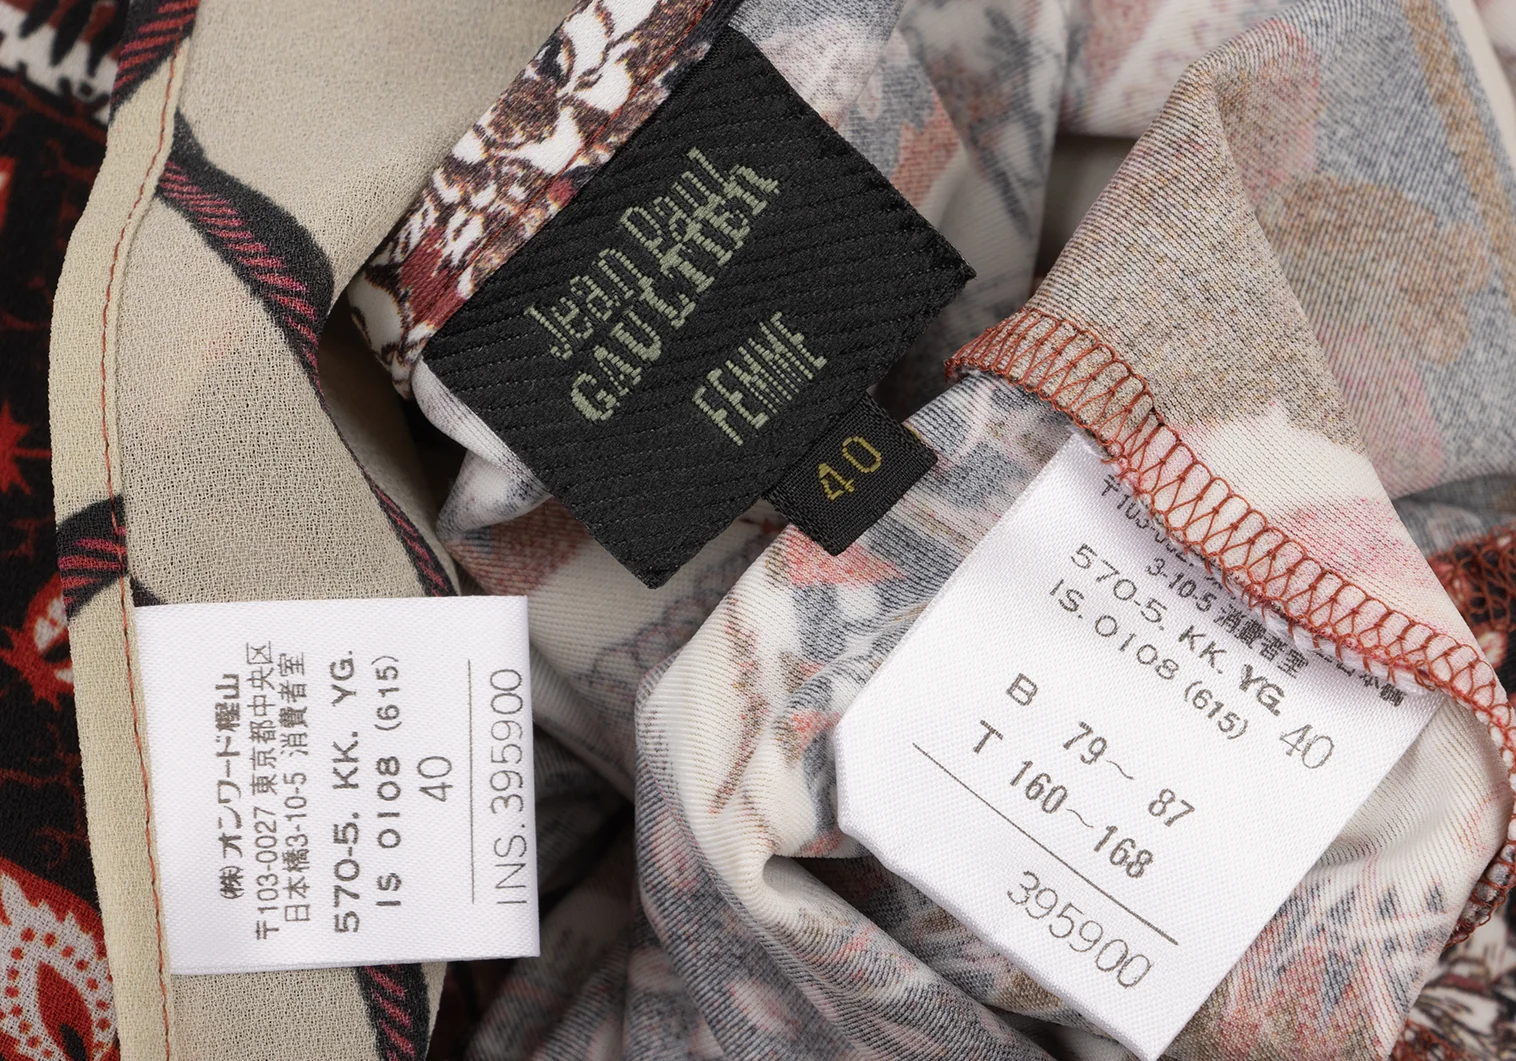 Jean Paul
GAULTIER
FEMME
40
(株) オンワード樫山
〒103-0027 東京都中央区
日本橋3-10-5 消費者室
570-5. KK. YG.
IS 0108 (615)
40
INS. 395900
〒103-002
3-10-5 消費者室
570-5. KK. YG.
IS. 0108 (615) 40
B 79~ 87
T 160~168
395900